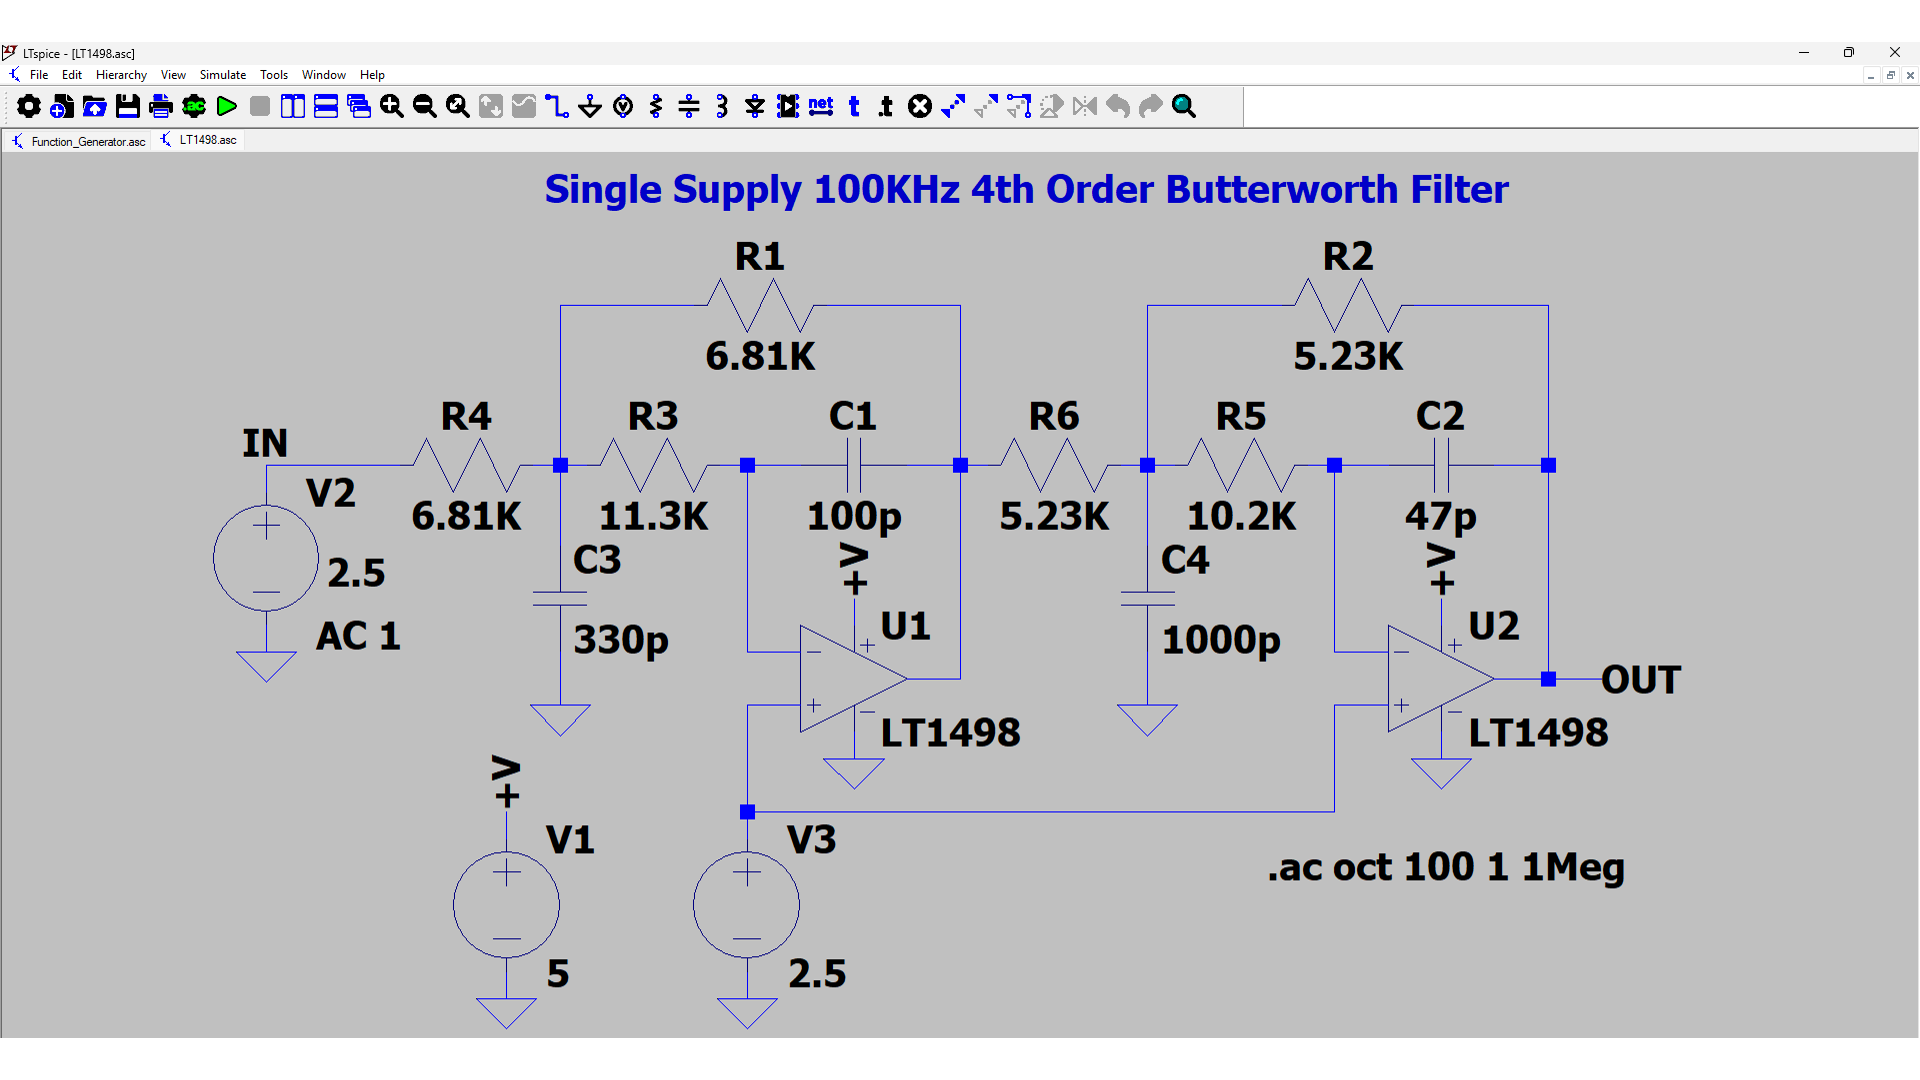 LTspice - [LT1498.asc]
File Edit Hierarchy View Simulate Tools Window Help
Function_Generator.asc LT1498.asc
Single Supply 100KHz 4th Order Butterworth Filter
R1 R2
6.81K 5.23K
IN R4 R3 C1 R6 R5 C2
V2
6.81K 11.3K 100p 5.23K 10.2K 47p
2.5 C3 +V C4 +V
AC 1 330p U1 1000p U2
OUT
LT1498 LT1498
+V
V1 V3
.ac oct 100 1 1Meg
5 2.5